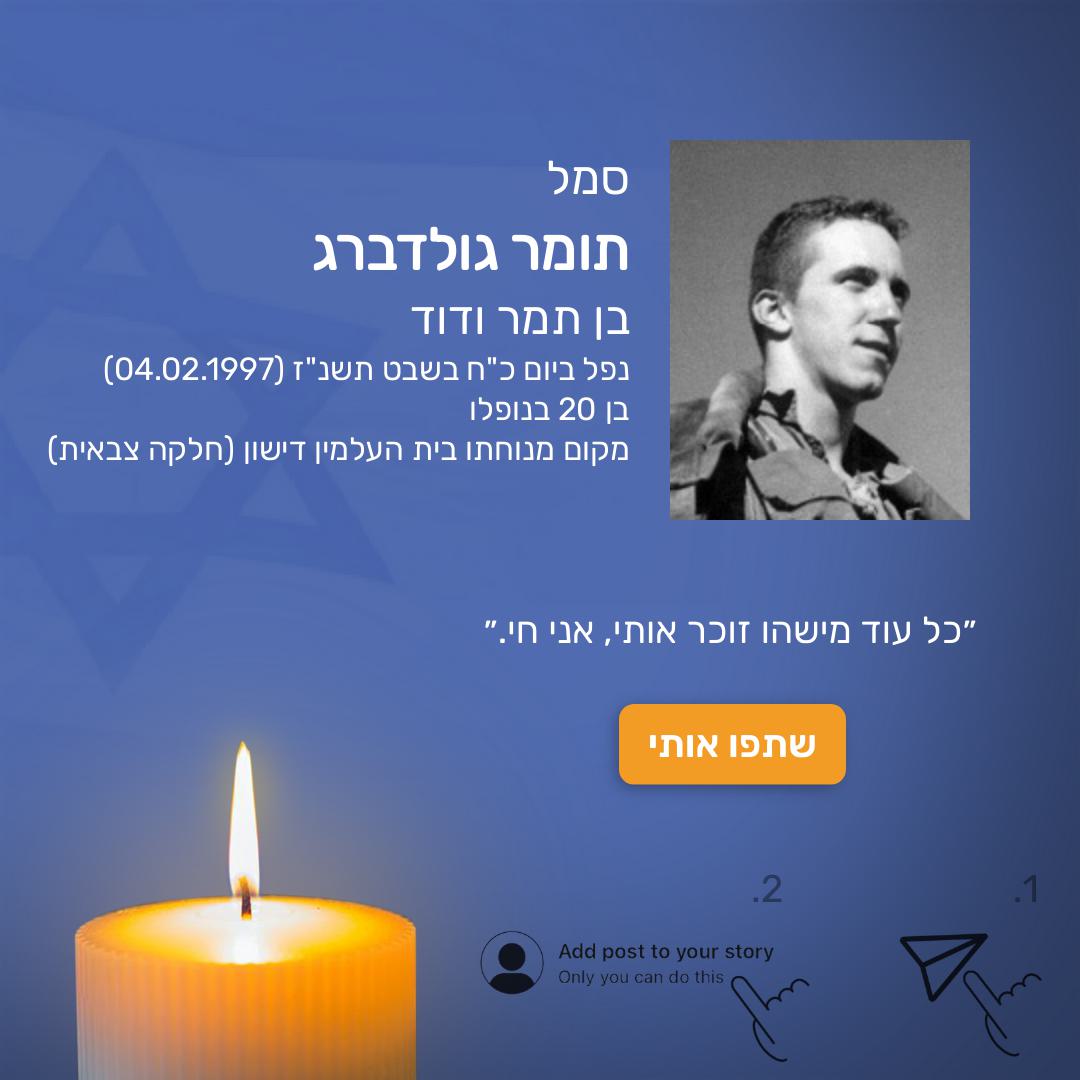 סמל
תומר גולדברג
בן תמר ודוד
נפל ביום כ"ח בשבט תשנ"ז (04.02.1997)
בן 20 בנופלו
מקום מנוחתו בית העלמין דישון (חלקה צבאית)
״כל עוד מישהו זוכר אותי, אני חי.״
שתפו אותי
1.
2.
Add post to your story
Only you can do this